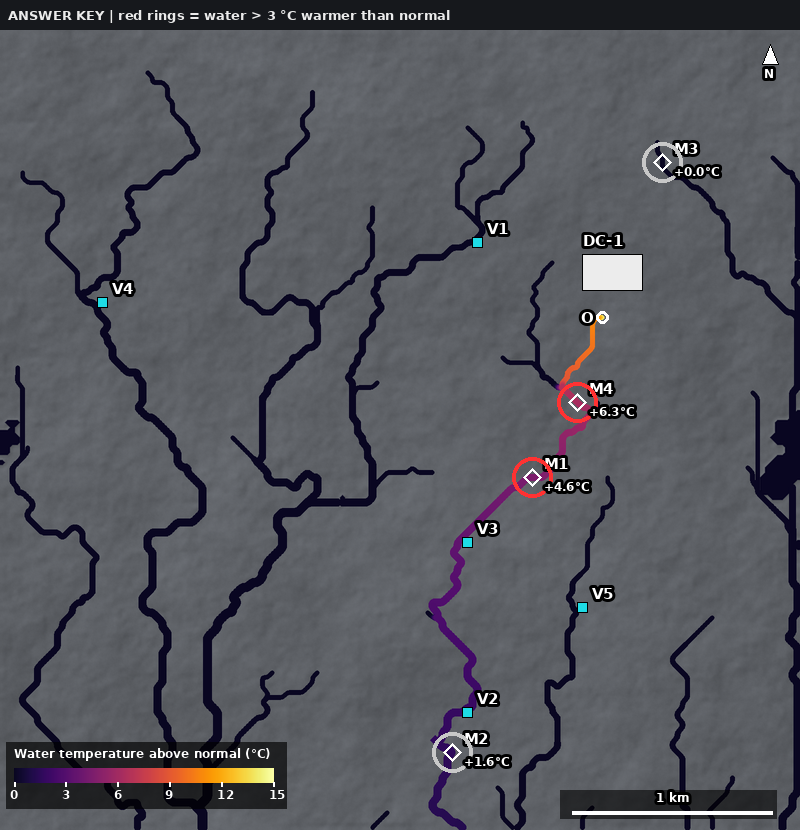 ANSWER KEY | red rings = water > 3 °C warmer than normal
N
M3
+0.0°C
V1
DC-1
V4
O
M4
+6.3°C
M1
+4.6°C
V3
V5
V2
M2
+1.6°C
Water temperature above normal (°C)
0 3 6 9 12 15
1 km